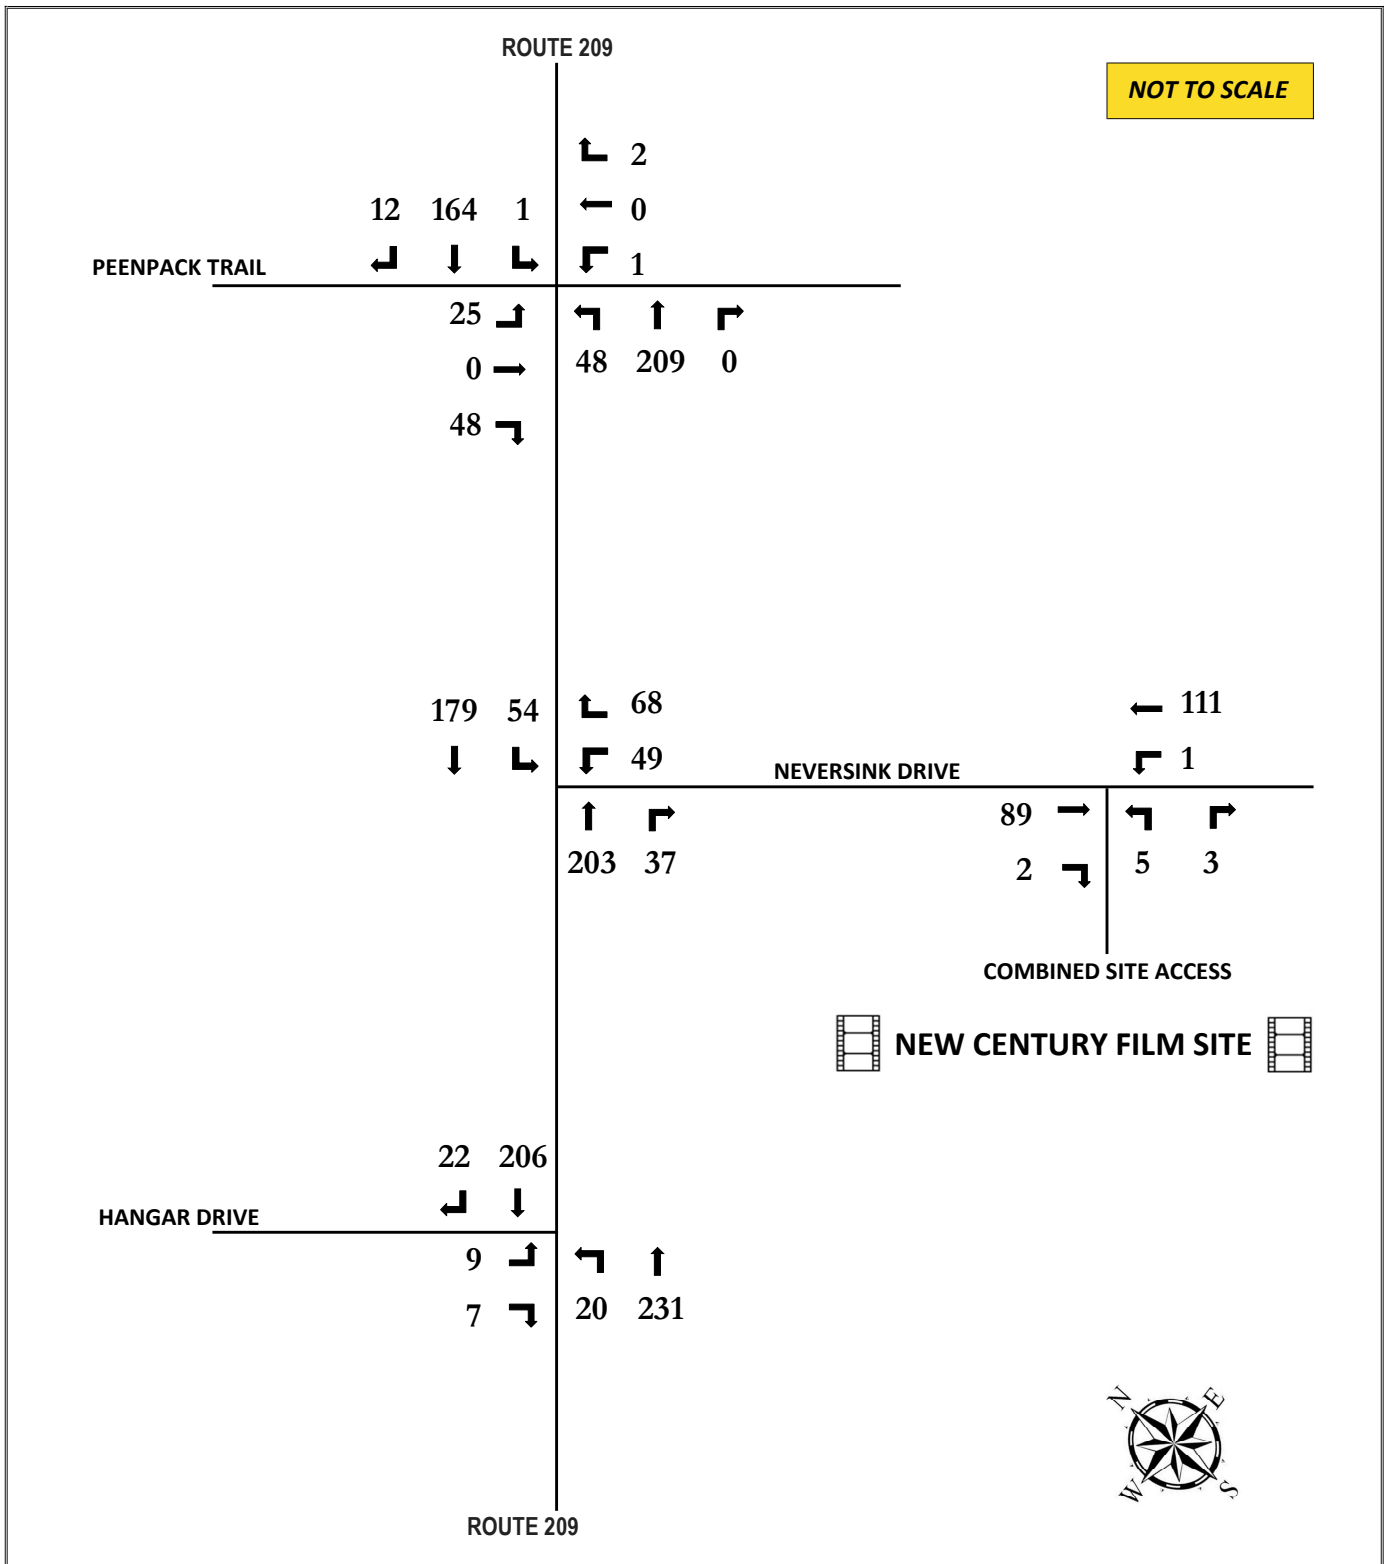 ROUTE 209
NOT TO SCALE
2
12 164 1
0
PEENPACK TRAIL
1
25
48 209 0
0
48
179 54
68
111
49
NEVERSINK DRIVE
1
89
203 37
2
5 3
COMBINED SITE ACCESS
NEW CENTURY FILM SITE
22 206
HANGAR DRIVE
9
20 231
7
N
E
W
S
ROUTE 209